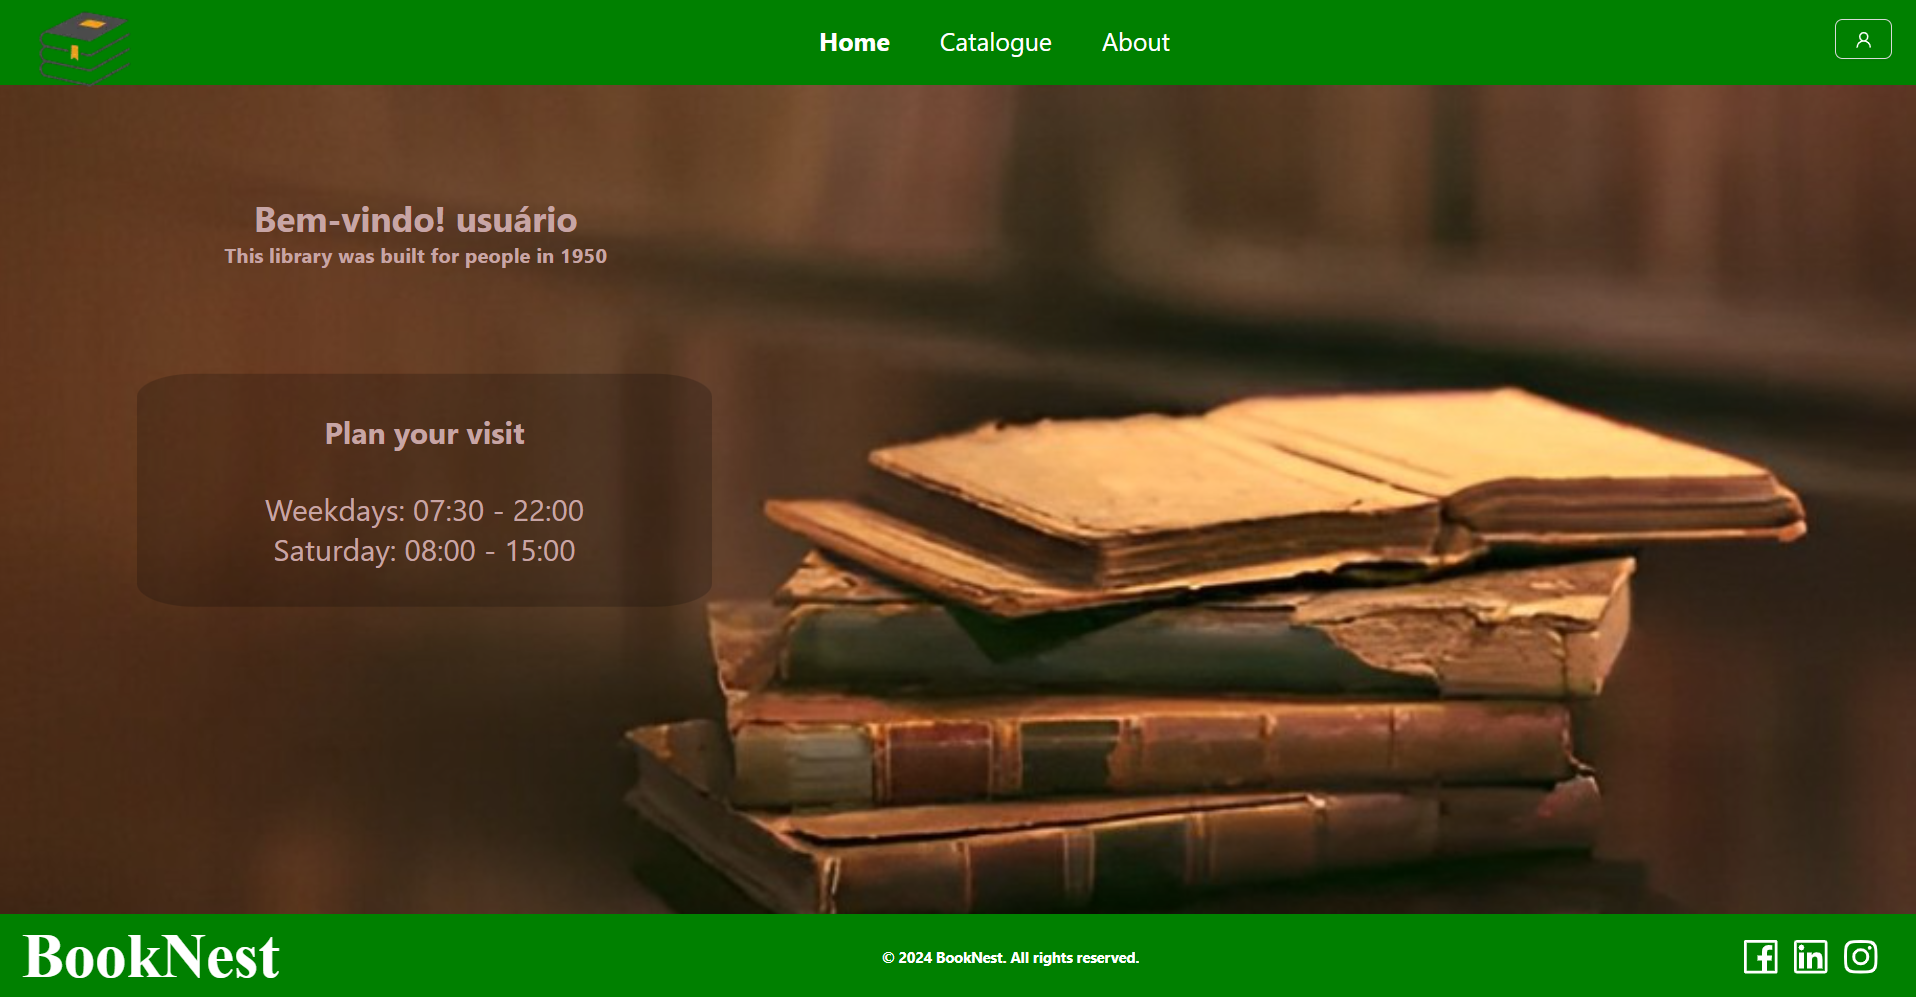 Home Catalogue About
Bem-vindo! usuário
This library was built for people in 1950
Plan your visit
Weekdays: 07:30 - 22:00
Saturday: 08:00 - 15:00
BookNest
© 2024 BookNest. All rights reserved.